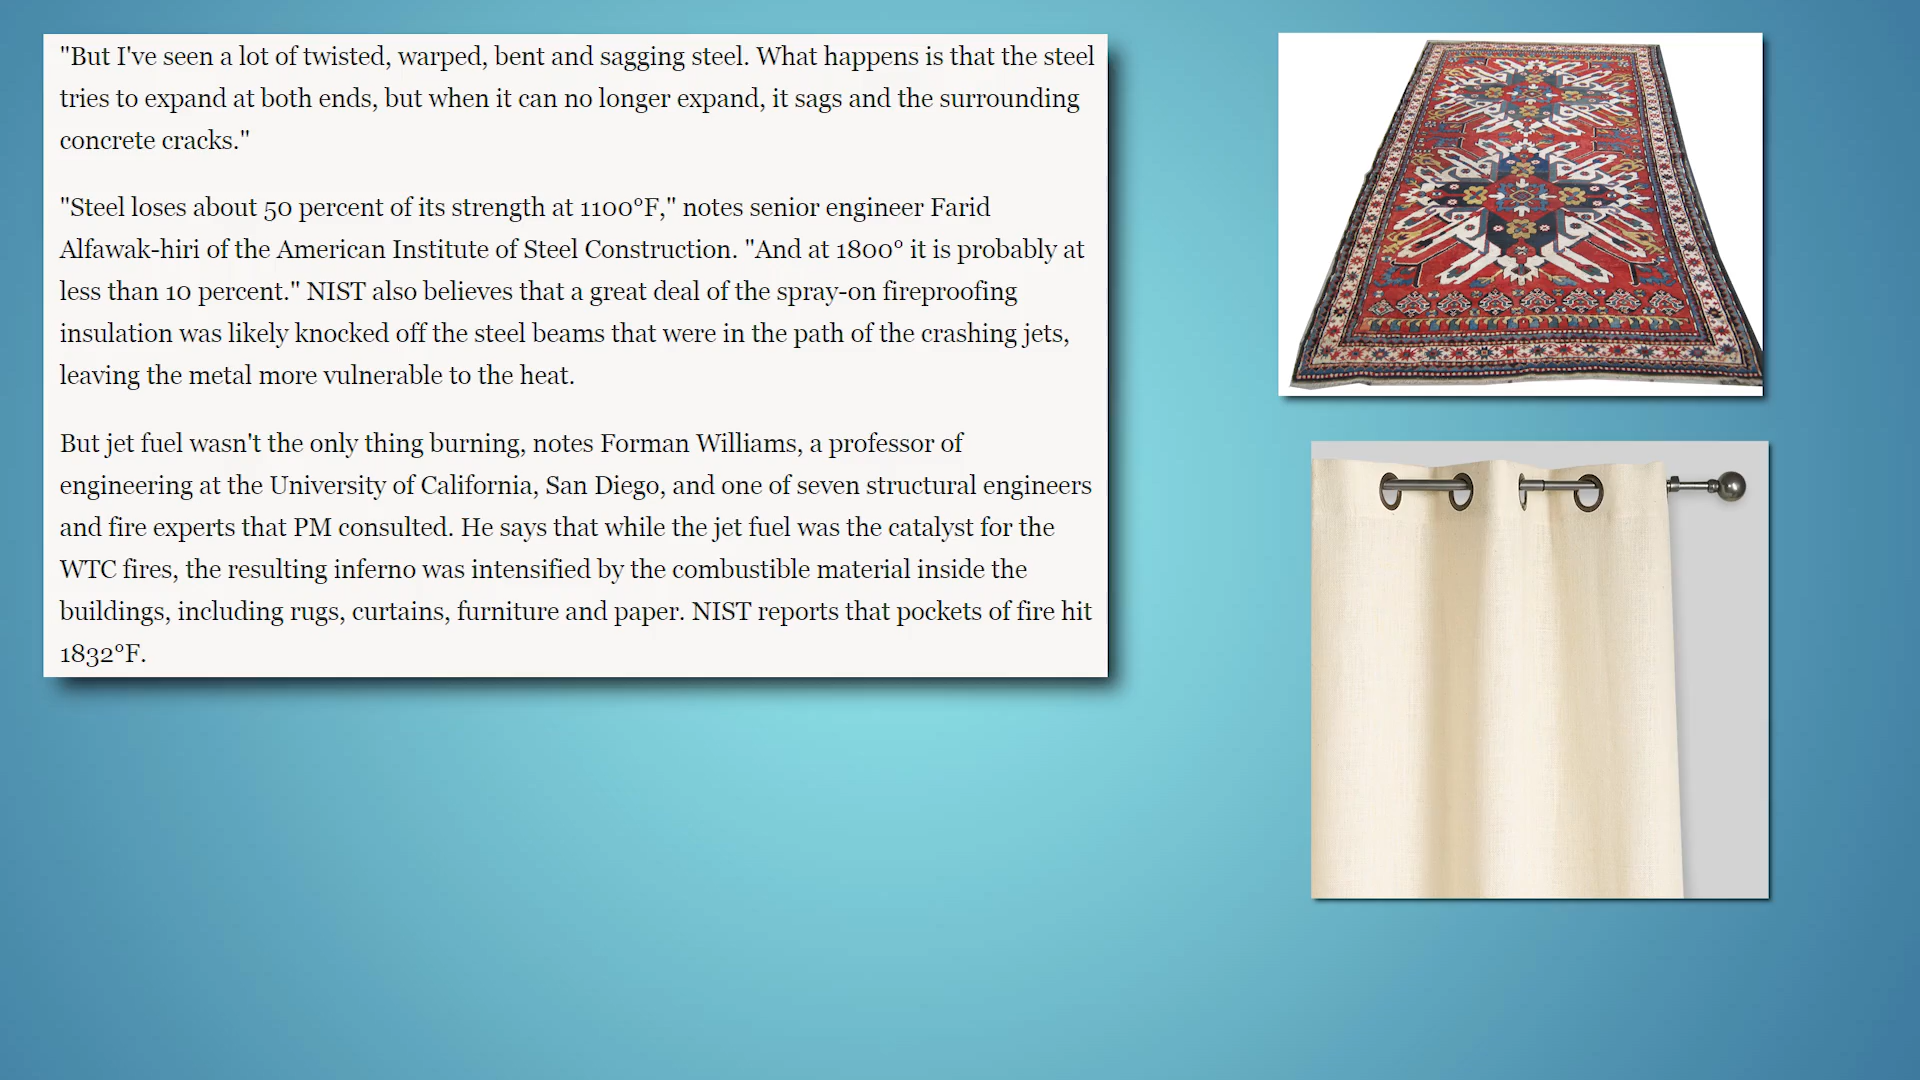 "But I've seen a lot of twisted, warped, bent and sagging steel. What happens is that the steel
tries to expand at both ends, but when it can no longer expand, it sags and the surrounding
concrete cracks."
"Steel loses about 50 percent of its strength at 1100°F," notes senior engineer Farid
Alfawak-hiri of the American Institute of Steel Construction. "And at 1800° it is probably at
less than 10 percent." NIST also believes that a great deal of the spray-on fireproofing
insulation was likely knocked off the steel beams that were in the path of the crashing jets,
leaving the metal more vulnerable to the heat.
But jet fuel wasn't the only thing burning, notes Forman Williams, a professor of
engineering at the University of California, San Diego, and one of seven structural engineers
and fire experts that PM consulted. He says that while the jet fuel was the catalyst for the
WTC fires, the resulting inferno was intensified by the combustible material inside the
buildings, including rugs, curtains, furniture and paper. NIST reports that pockets of fire hit
1832°F.